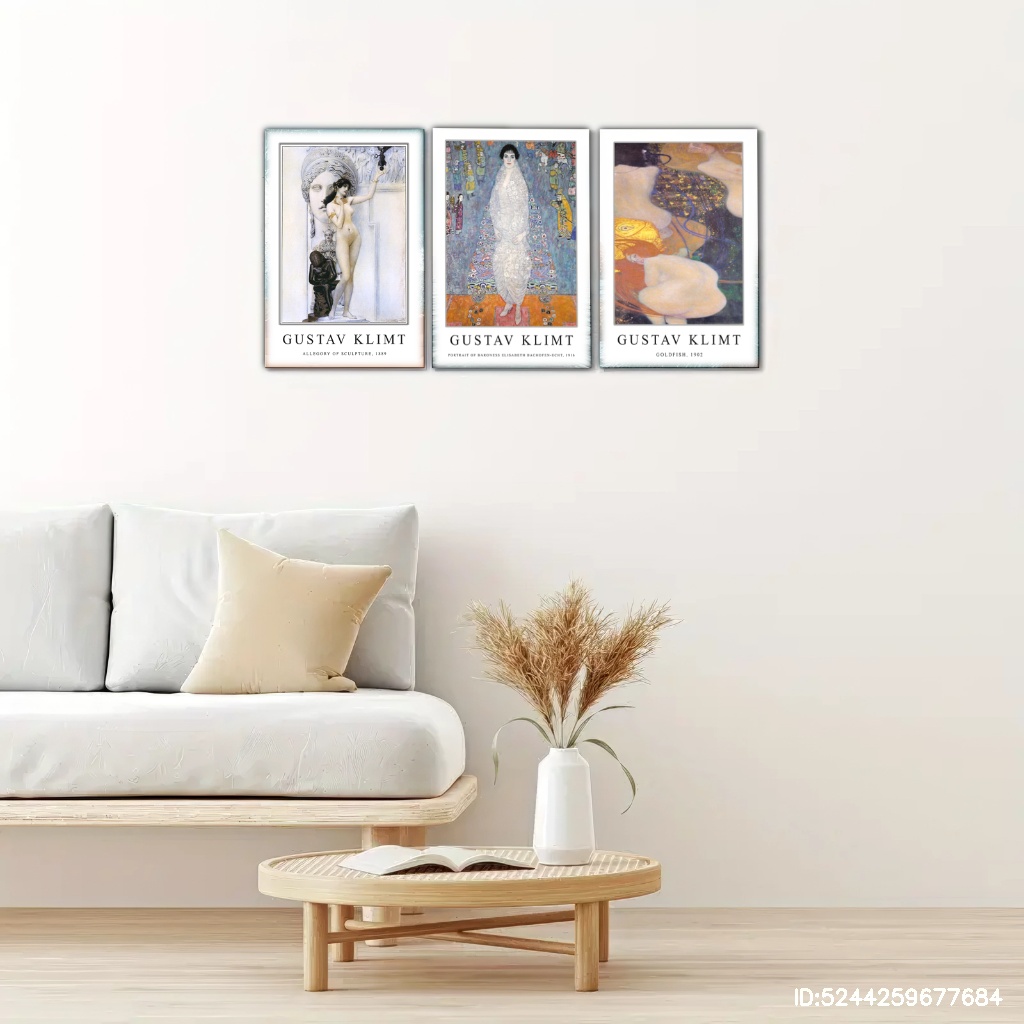 GUSTAV KLIMT
ALLEGORY OF SCULPTURE, 1889
GUSTAV KLIMT
PORTRAIT OF BARONESS ELISABETH BACHOFEN-ECHT, 1914
GUSTAV KLIMT
GOLDFISH, 1902
ID:5244259677684